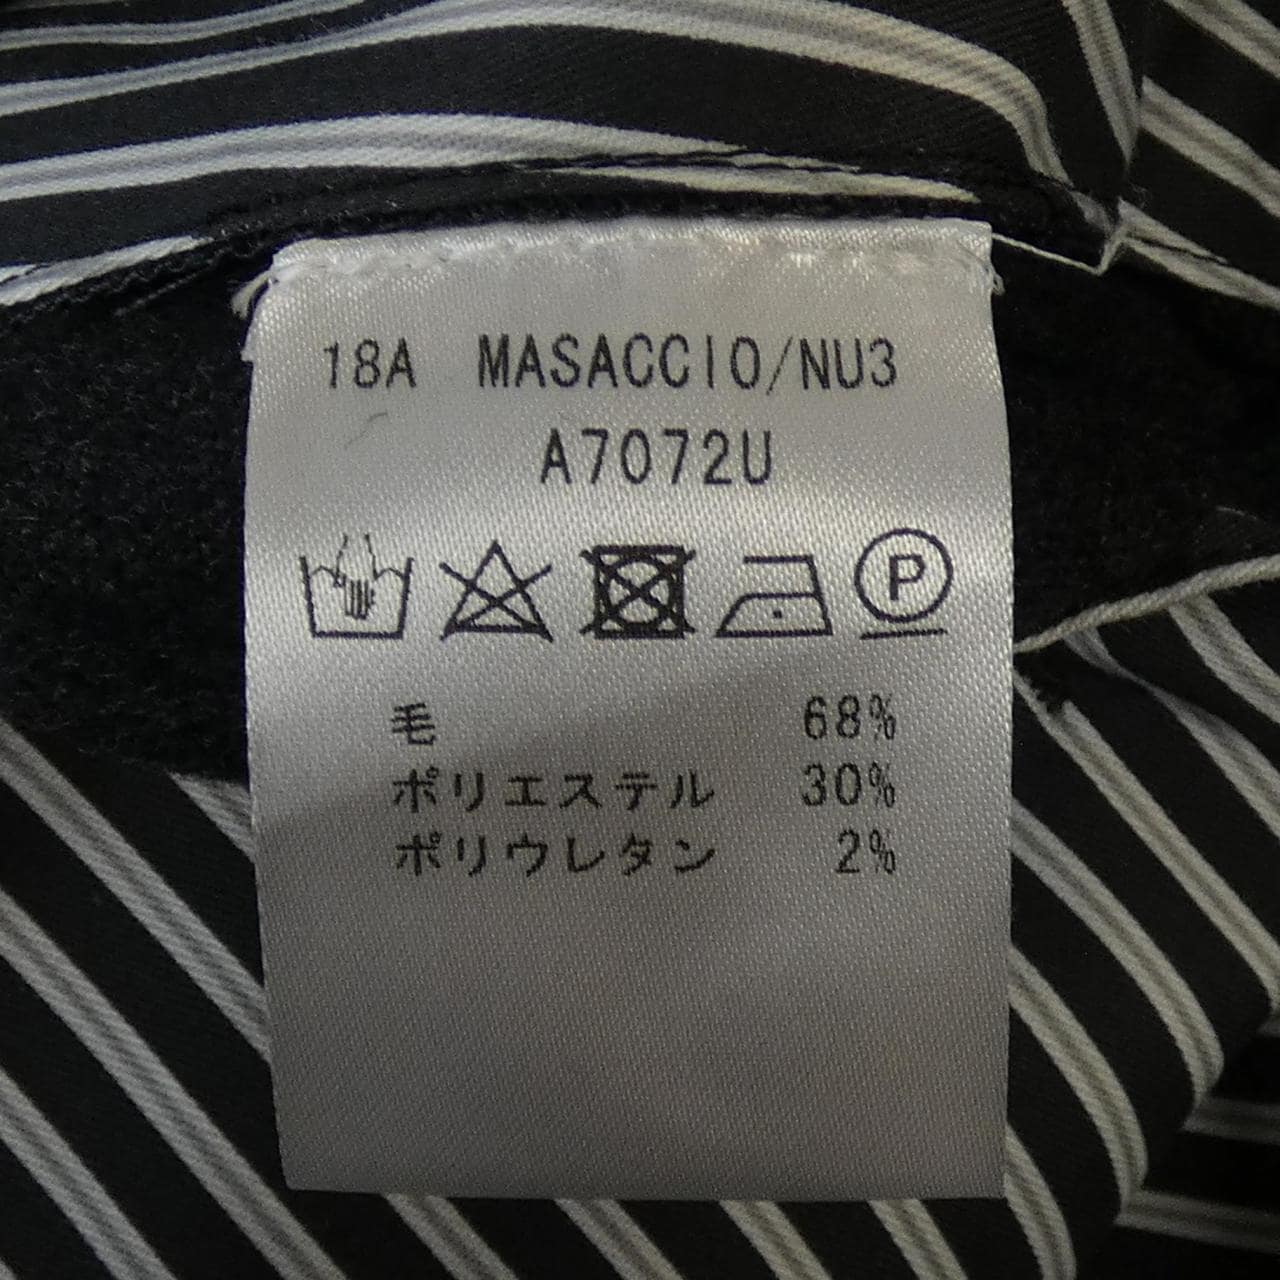 18A MASACCIO/NU3
A7072U
P
毛 68%
ポリエステル 30%
ポリウレタン 2%